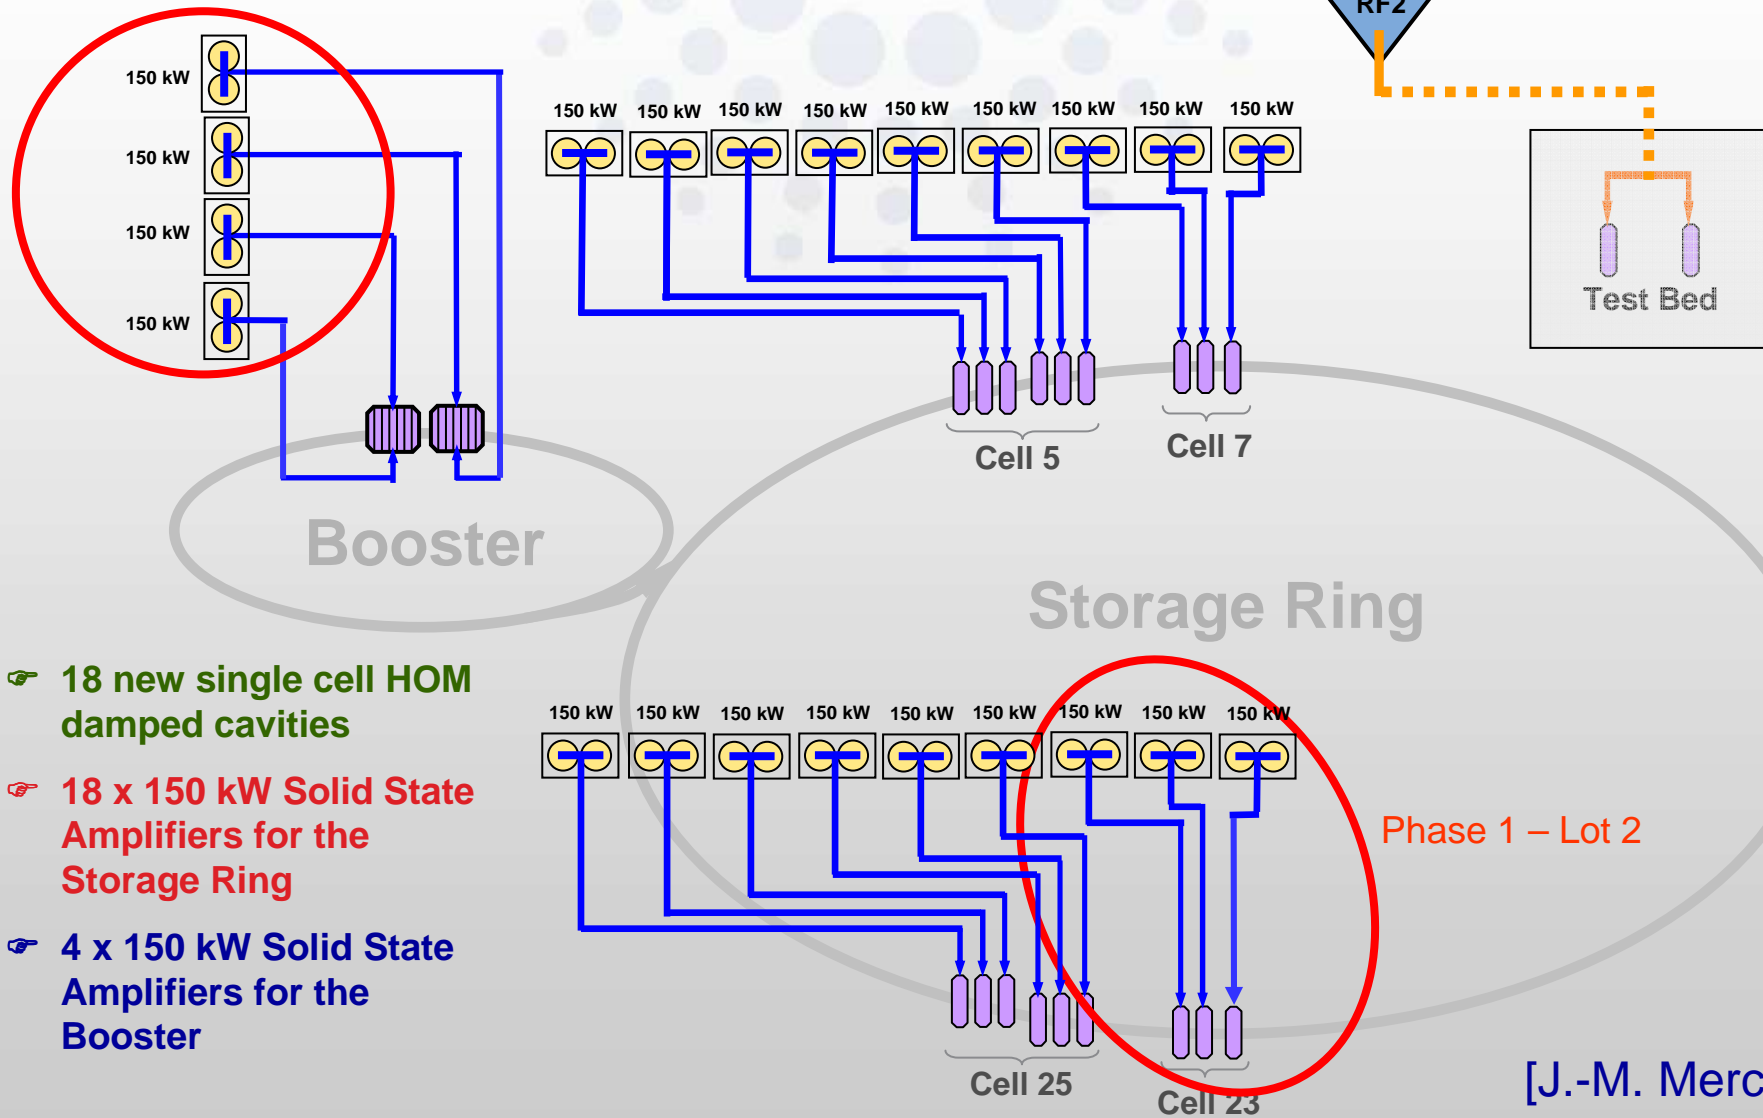 RF2
150 kW
150 kW
150 kW
150 kW
150 kW 150 kW 150 kW 150 kW 150 kW 150 kW 150 kW 150 kW 150 kW
Test Bed
Cell 5
Cell 7
Booster
Storage Ring
☞ 18 new single cell HOM
damped cavities
☞ 18 x 150 kW Solid State
Amplifiers for the
Storage Ring
☞ 4 x 150 kW Solid State
Amplifiers for the
Booster
150 kW 150 kW 150 kW 150 kW 150 kW 150 kW 150 kW 150 kW 150 kW
Phase 1 – Lot 2
Cell 25
Cell 23
[J.-M. Merc